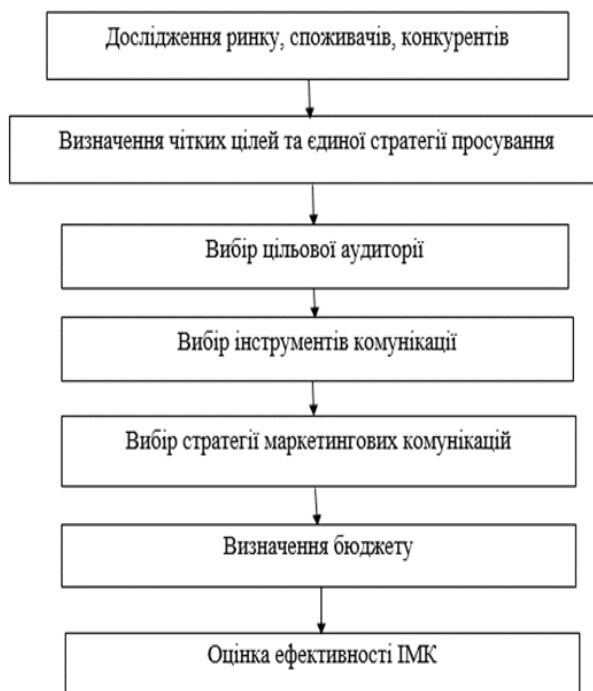 Дослідження ринку, споживачів, конкурентів
Визначення чітких цілей та єдиної стратегії просування
Вибір цільової аудиторії
Вибір інструментів комунікації
Вибір стратегії маркетингових комунікацій
Визначення бюджету
Оцінка ефективності ІМК